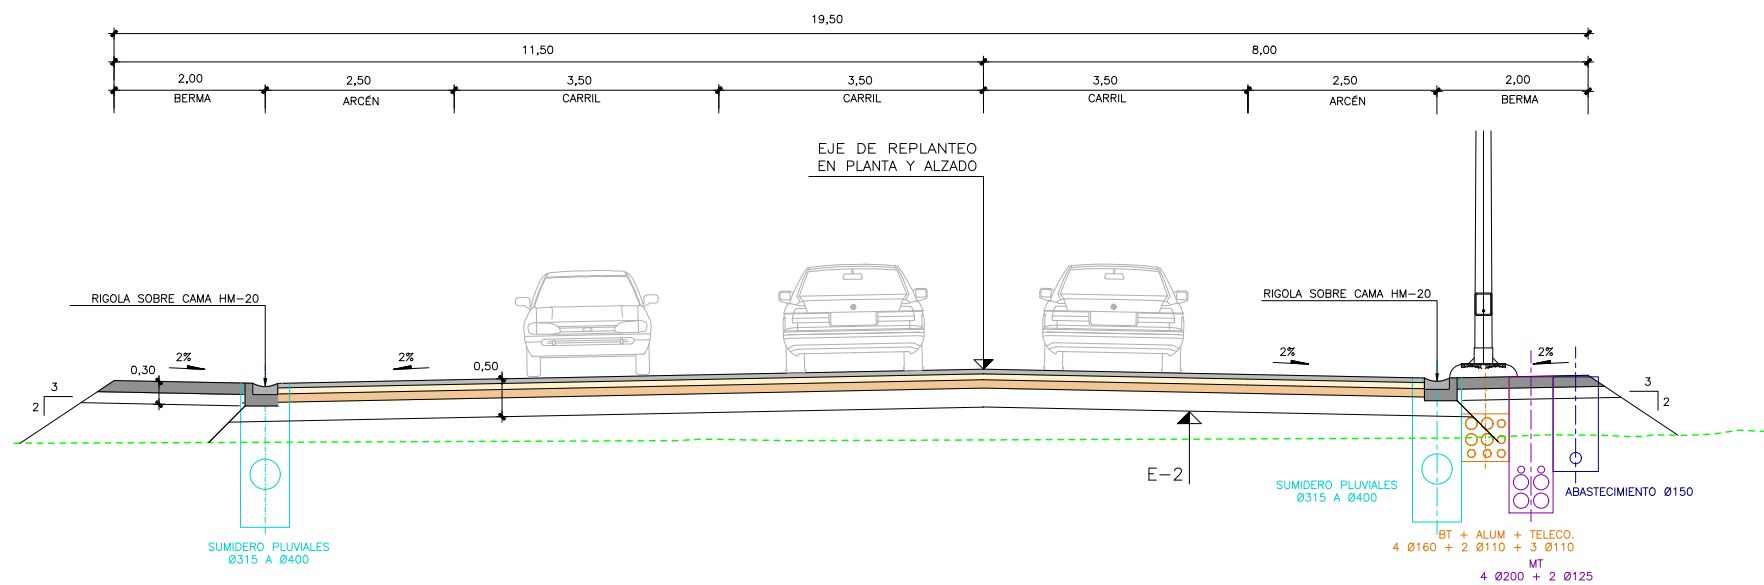 19,50
11,50
8,00
2,00
2,50
3,50
3,50
3,50
2,50
2,00
BERMA
ARCÉN
CARRIL
CARRIL
CARRIL
ARCÉN
BERMA
EJE DE REPLANTEO
EN PLANTA Y ALZADO
RIGOLA SOBRE CAMA HM-20
RIGOLA SOBRE CAMA HM-20
2%
2%
2%
2%
0,30
0,50
3
2
3
2
E-2
SUMIDERO PLUVIALES
Ø315 A Ø400
ABASTECIMIENTO Ø150
BT + ALUM + TELECO.
4 Ø160 + 2 Ø110 + 3 Ø110
SUMIDERO PLUVIALES
Ø315 A Ø400
MT
4 Ø200 + 2 Ø125